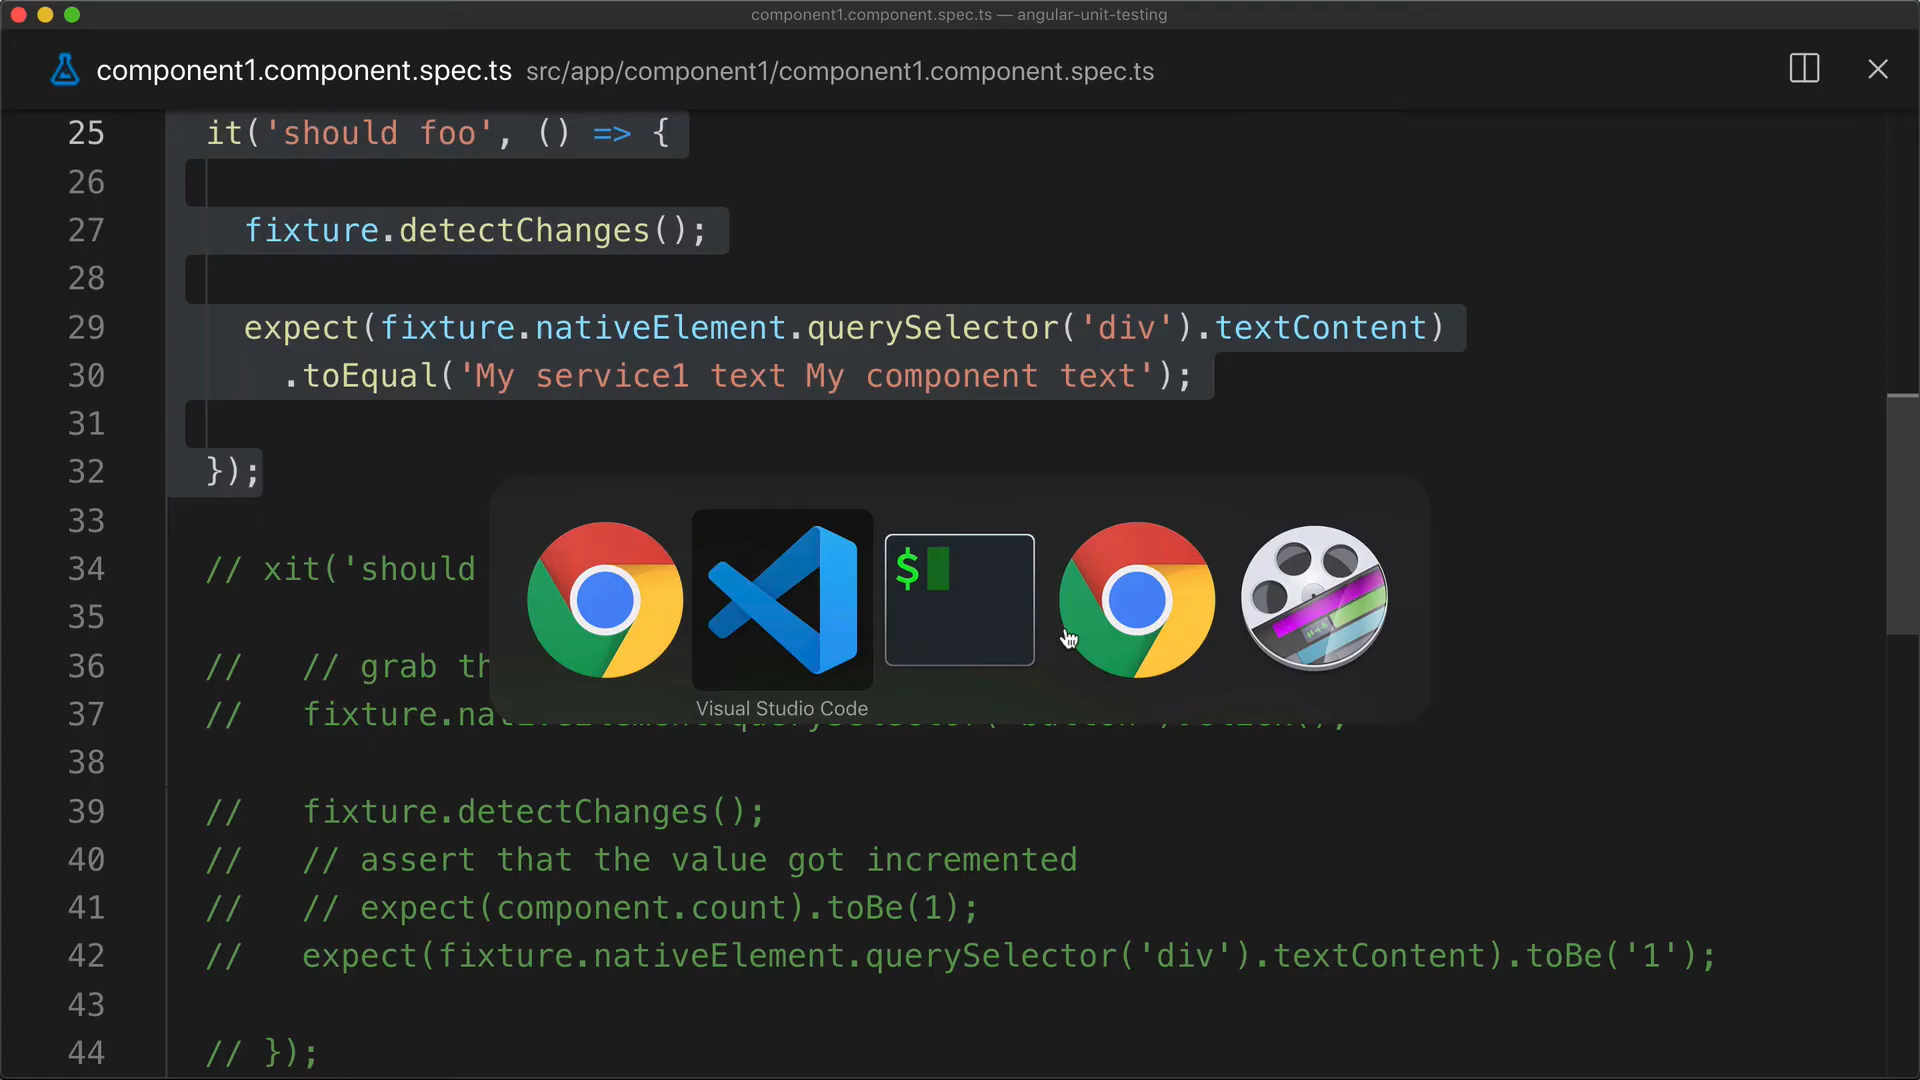 component1.component.spec.ts — angular-unit-testing
component1.component.spec.ts src/app/component1/component1.component.spec.ts
25 it('should foo', () => {
26
27 fixture.detectChanges();
28
29 expect(fixture.nativeElement.querySelector('div').textContent)
30 .toEqual('My service1 text My component text');
31
32 });
33
34 // xit('should
35
36 // // grab th
$
37 // fixture.na
Visual Studio Code
38
39 // fixture.detectChanges();
40 // // assert that the value got incremented
41 // // expect(component.count).toBe(1);
42 // expect(fixture.nativeElement.querySelector('div').textContent).toBe('1');
43
44 // });